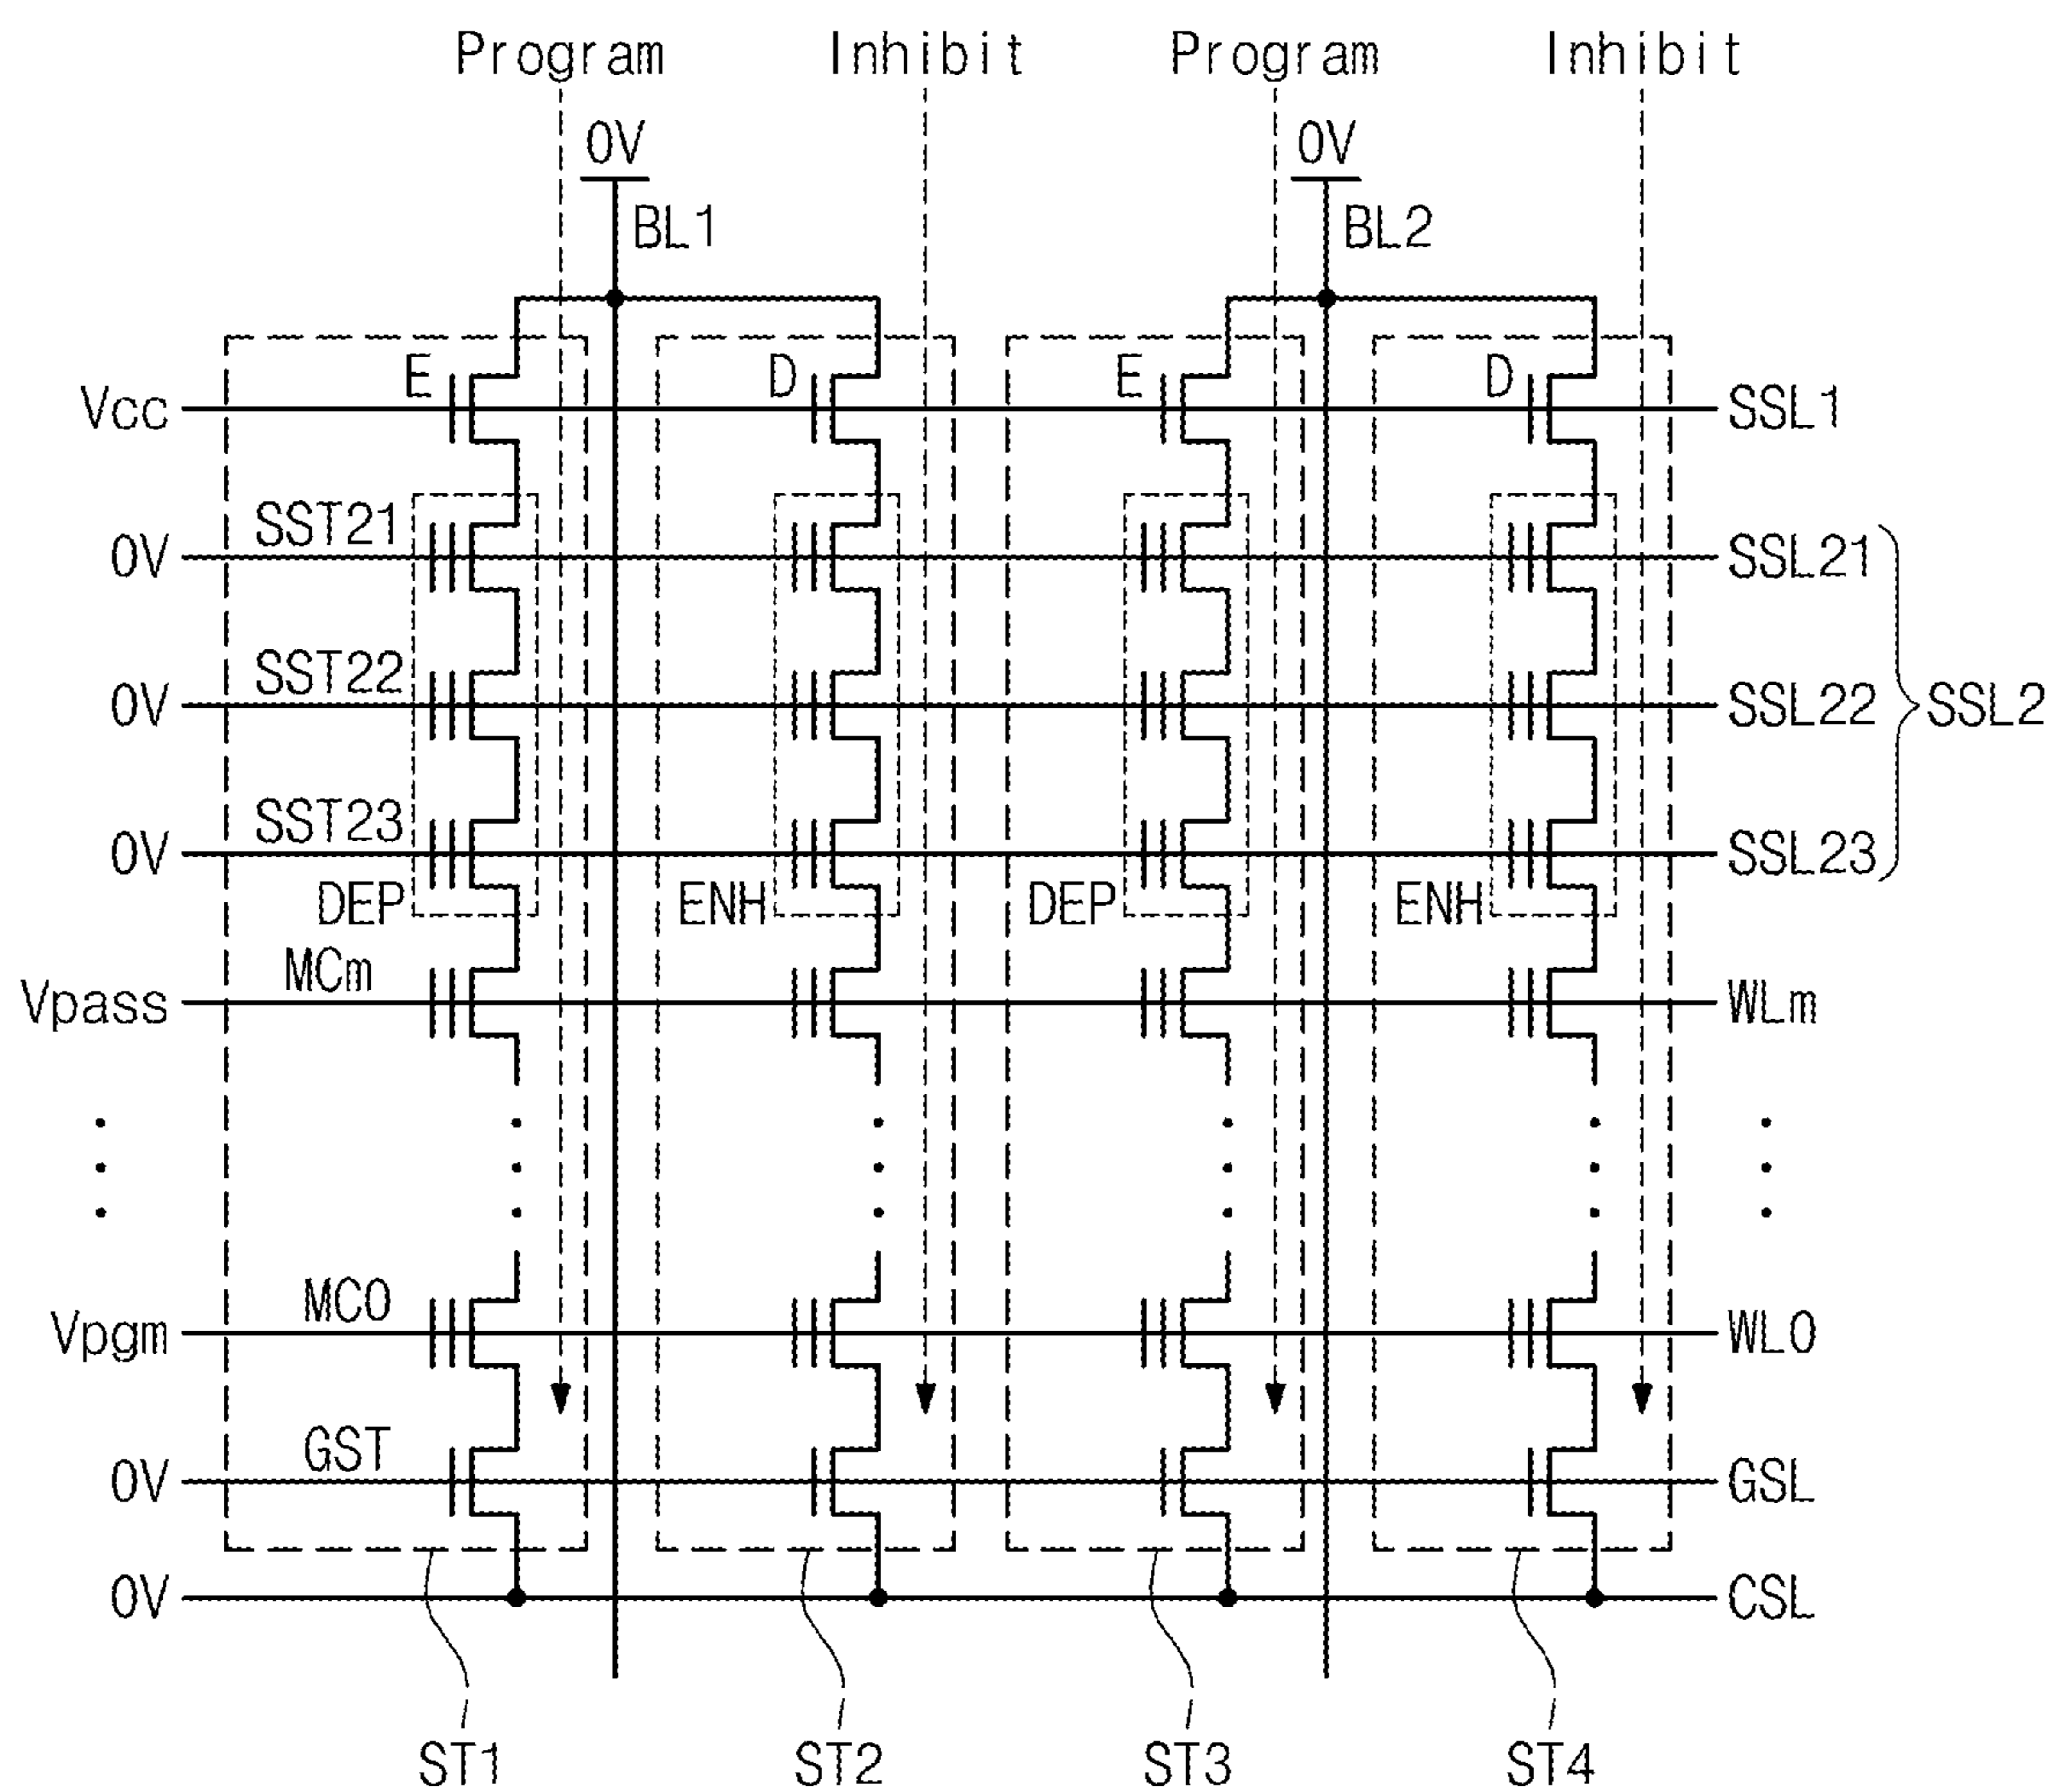 Program Inhibit Program Inhibit
0V 0V
BL1 BL2
E D E D
Vcc SSL1
SST21
0V SSL21
SST22
0V SSL22 SSL2
SST23
0V SSL23
DEP ENH DEP ENH
MCm
Vpass WLm
MC0
Vpgm WL0
GST
0V GSL
0V CSL
ST1 ST2 ST3 ST4